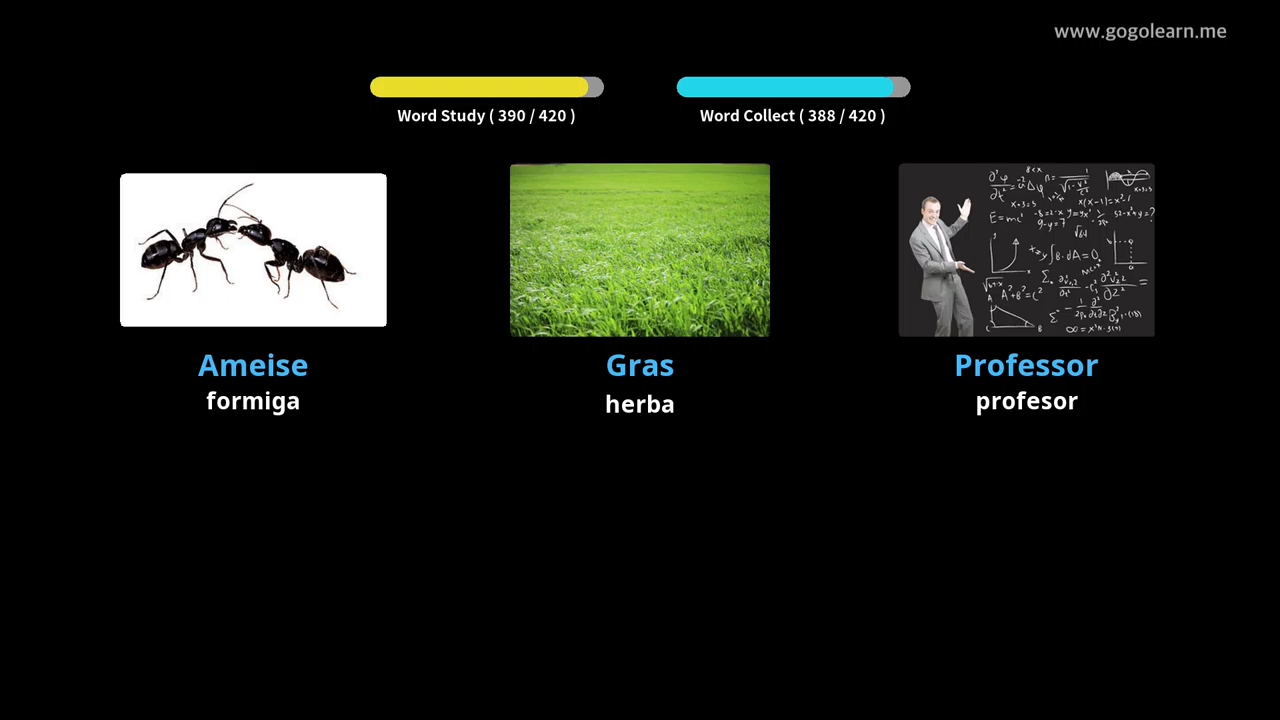 www.gogolearn.me
Word Study ( 390 / 420 )
Word Collect ( 388 / 420 )
Ameise
formiga
Gras
herba
Professor
profesor